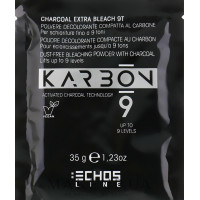 CHARCOAL EXTRA BLEACH 9T
POLVERE DECOLORANTE COMPATTA AL CARBONE
Per schiariture fino a 9 toni
POUDRE DÉCOLORANTE COMPACTE AU CARBON
Pour éclaircissements jusqu'à 9 tons
DUST-FREE BLEACHING POWDER WITH CHARCOAL
Lifts up to 9 levels
KARBON
ACTIVATED CHARCOAL TECHNOLOGY
9
UP TO
9 LEVELS
35 g ℮ 1,23oz
ECHOS
LINE